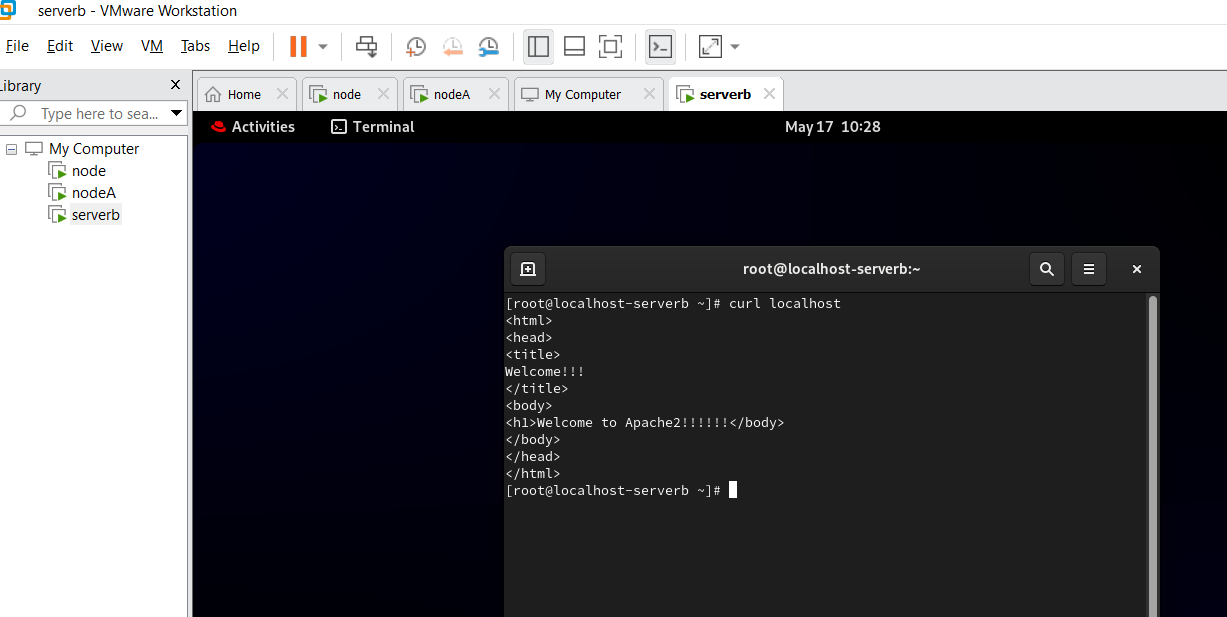 serverb - VMware Workstation
File Edit View VM Tabs Help
Library
Type here to sea...
Home node nodeA My Computer serverb
My Computer
node
nodeA
serverb
Activities Terminal May 17 10:28
root@localhost-serverb:~
[root@localhost-serverb ~]# curl localhost
<html>
<head>
<title>
Welcome!!!
</title>
<body>
<h1>Welcome to Apache2!!!!!!</body>
</body>
</head>
</html>
[root@localhost-serverb ~]#